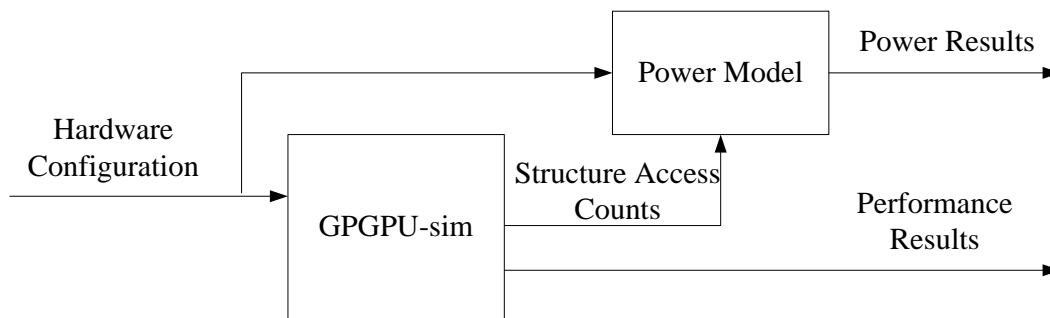 Power Results
Power Model
Hardware
Configuration
Structure Access
Counts
GPGPU-sim
Performance
Results